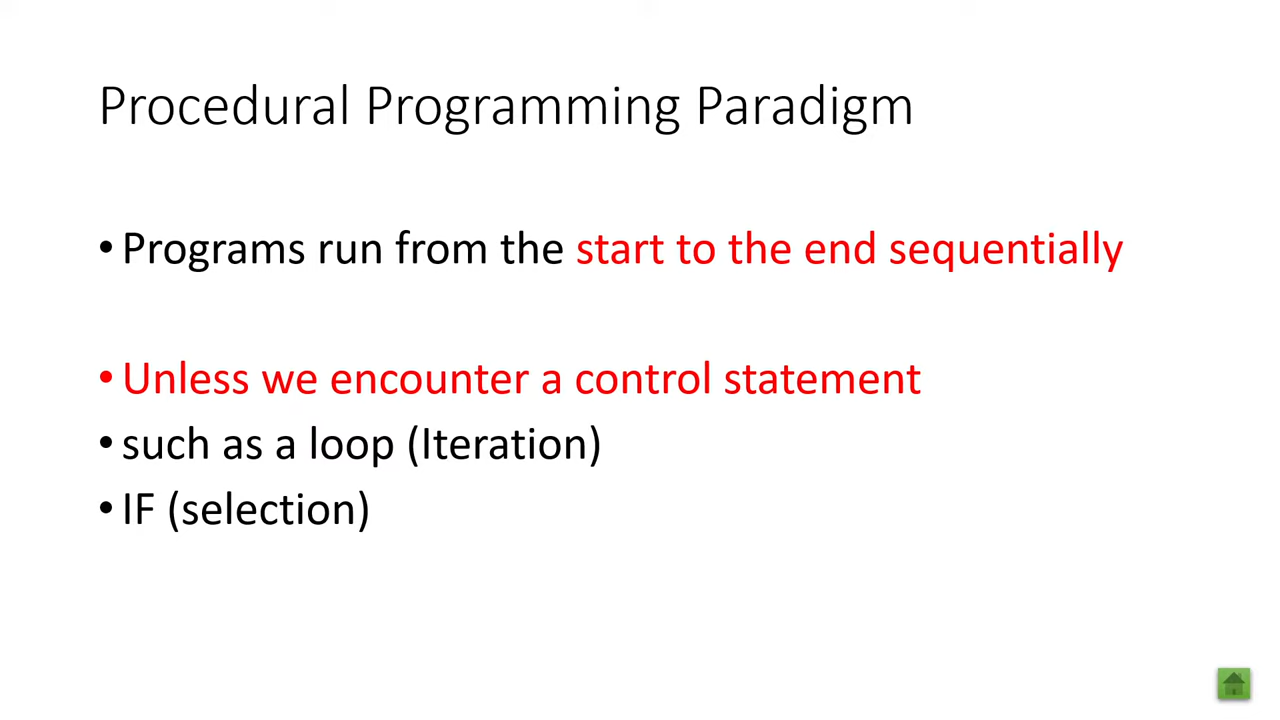 Procedural Programming Paradigm
• Programs run from the start to the end sequentially
• Unless we encounter a control statement
• such as a loop (Iteration)
• IF (selection)